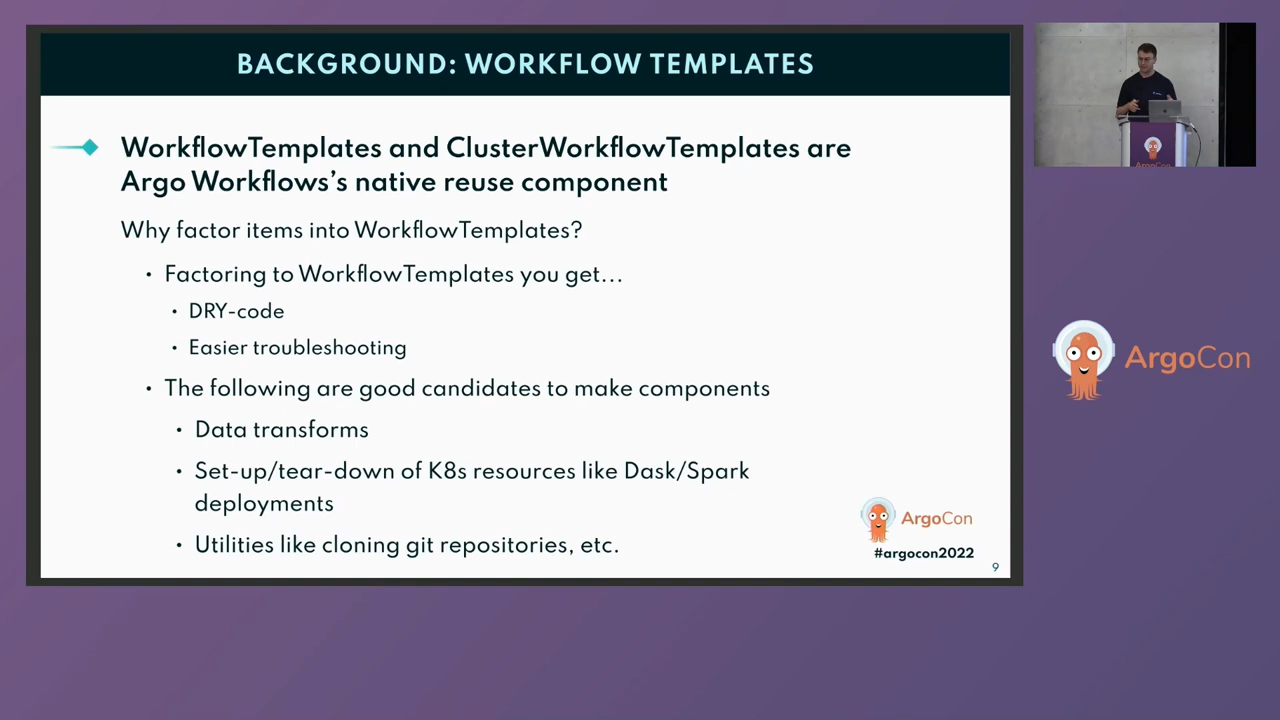 BACKGROUND: WORKFLOW TEMPLATES
WorkflowTemplates and ClusterWorkflowTemplates are
Argo Workflows's native reuse component
Why factor items into WorkflowTemplates?
• Factoring to WorkflowTemplates you get...
• DRY-code
• Easier troubleshooting
• The following are good candidates to make components
• Data transforms
• Set-up/tear-down of K8s resources like Dask/Spark
deployments
• Utilities like cloning git repositories, etc.
ArgoCon
#argocon2022
9
ArgoCon
ArgoCon